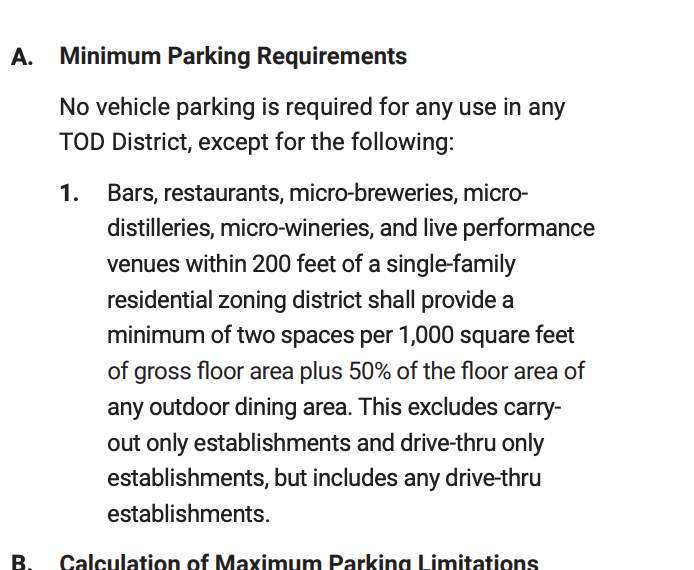 A. Minimum Parking Requirements
No vehicle parking is required for any use in any
TOD District, except for the following:
1. Bars, restaurants, micro-breweries, micro-
distilleries, micro-wineries, and live performance
venues within 200 feet of a single-family
residential zoning district shall provide a
minimum of two spaces per 1,000 square feet
of gross floor area plus 50% of the floor area of
any outdoor dining area. This excludes carry-
out only establishments and drive-thru only
establishments, but includes any drive-thru
establishments.
B. Calculation of Maximum Parking Limitations